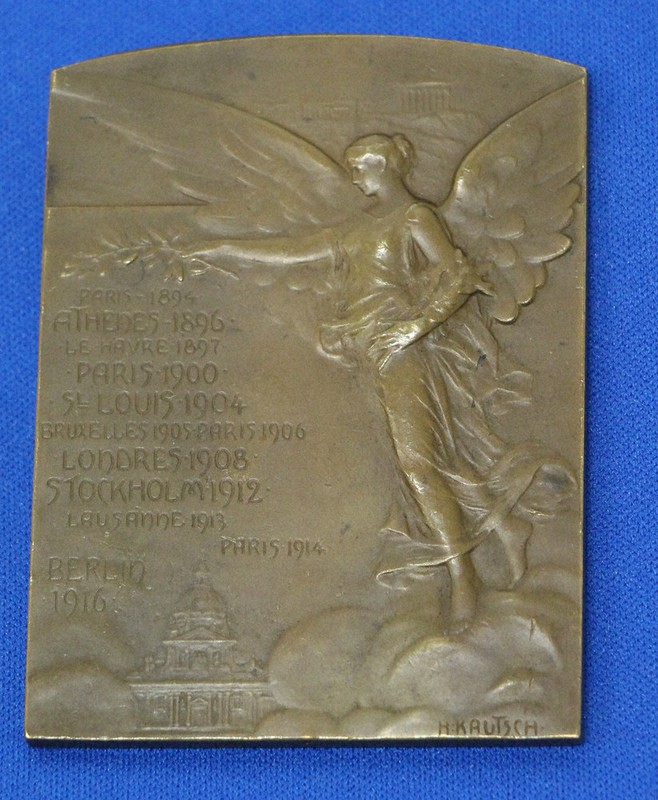 PARIS·1894
ATHENES·1896·
LE HAVRE 1897
·PARIS·1900·
·ST LOUIS·1904
BRUXELLES 1905·PARIS 1906
LONDRES·1908·
STOCKHOLM·1912·
LAUSANNE 1913
PARIS 1914
BERLIN
1916·
H·KAUTSCH·